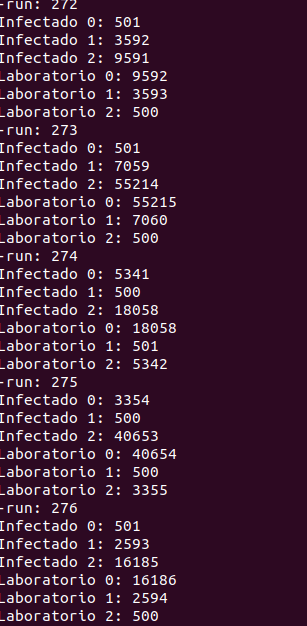 -run: 272
Infectado 0: 501
Infectado 1: 3592
Infectado 2: 9591
Laboratorio 0: 9592
Laboratorio 1: 3593
Laboratorio 2: 500
-run: 273
Infectado 0: 501
Infectado 1: 7059
Infectado 2: 55214
Laboratorio 0: 55215
Laboratorio 1: 7060
Laboratorio 2: 500
-run: 274
Infectado 0: 5341
Infectado 1: 500
Infectado 2: 18058
Laboratorio 0: 18058
Laboratorio 1: 501
Laboratorio 2: 5342
-run: 275
Infectado 0: 3354
Infectado 1: 500
Infectado 2: 40653
Laboratorio 0: 40654
Laboratorio 1: 500
Laboratorio 2: 3355
-run: 276
Infectado 0: 501
Infectado 1: 2593
Infectado 2: 16185
Laboratorio 0: 16186
Laboratorio 1: 2594
Laboratorio 2: 500